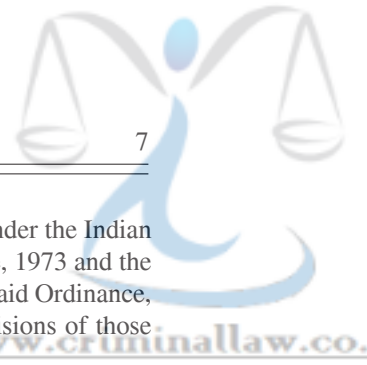 7
nder the Indian
, 1973 and the
aid Ordinance,
sions of those
w.criminallaw.co.